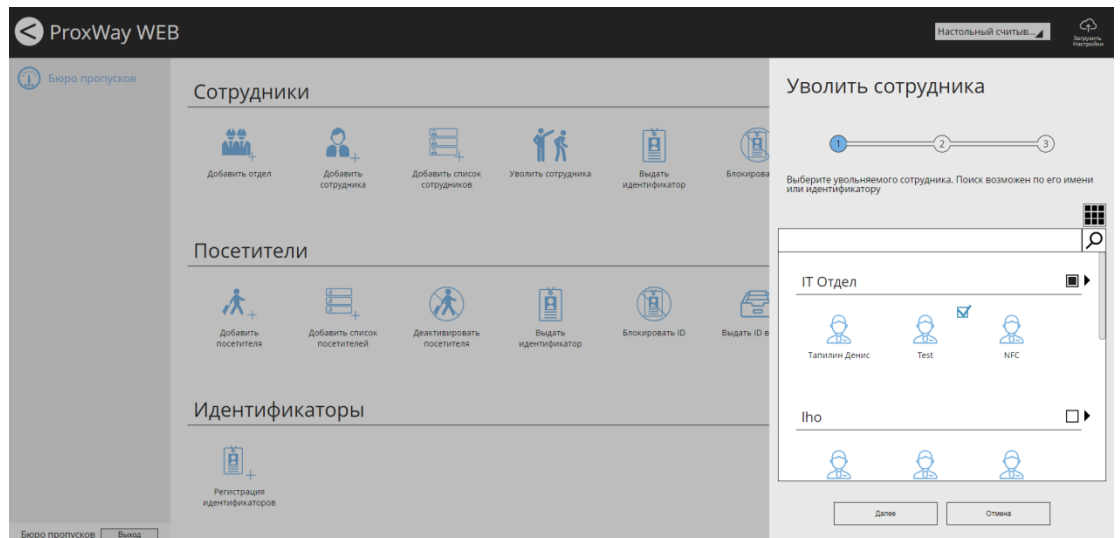 ProxWay WEB
Настольный считыв...
Загрузить
Настройки
Бюро пропусков
Сотрудники
Добавить отдел
Добавить
сотрудника
Добавить список
сотрудников
Уволить сотрудника
Выдать
идентификатор
Блокирова
Посетители
Добавить
посетителя
Добавить список
посетителей
Деактивировать
посетителя
Выдать
идентификатор
Блокировать ID
Выдать ID в
Идентификаторы
Регистрация
идентификаторов
Бюро пропусков
Выход
Уволить сотрудника
1
2
3
Выберите увольняемого сотрудника. Поиск возможен по его имени
или идентификатору
IT Отдел
Тапилин Денис
Test
NFC
Iho
Далее
Отмена